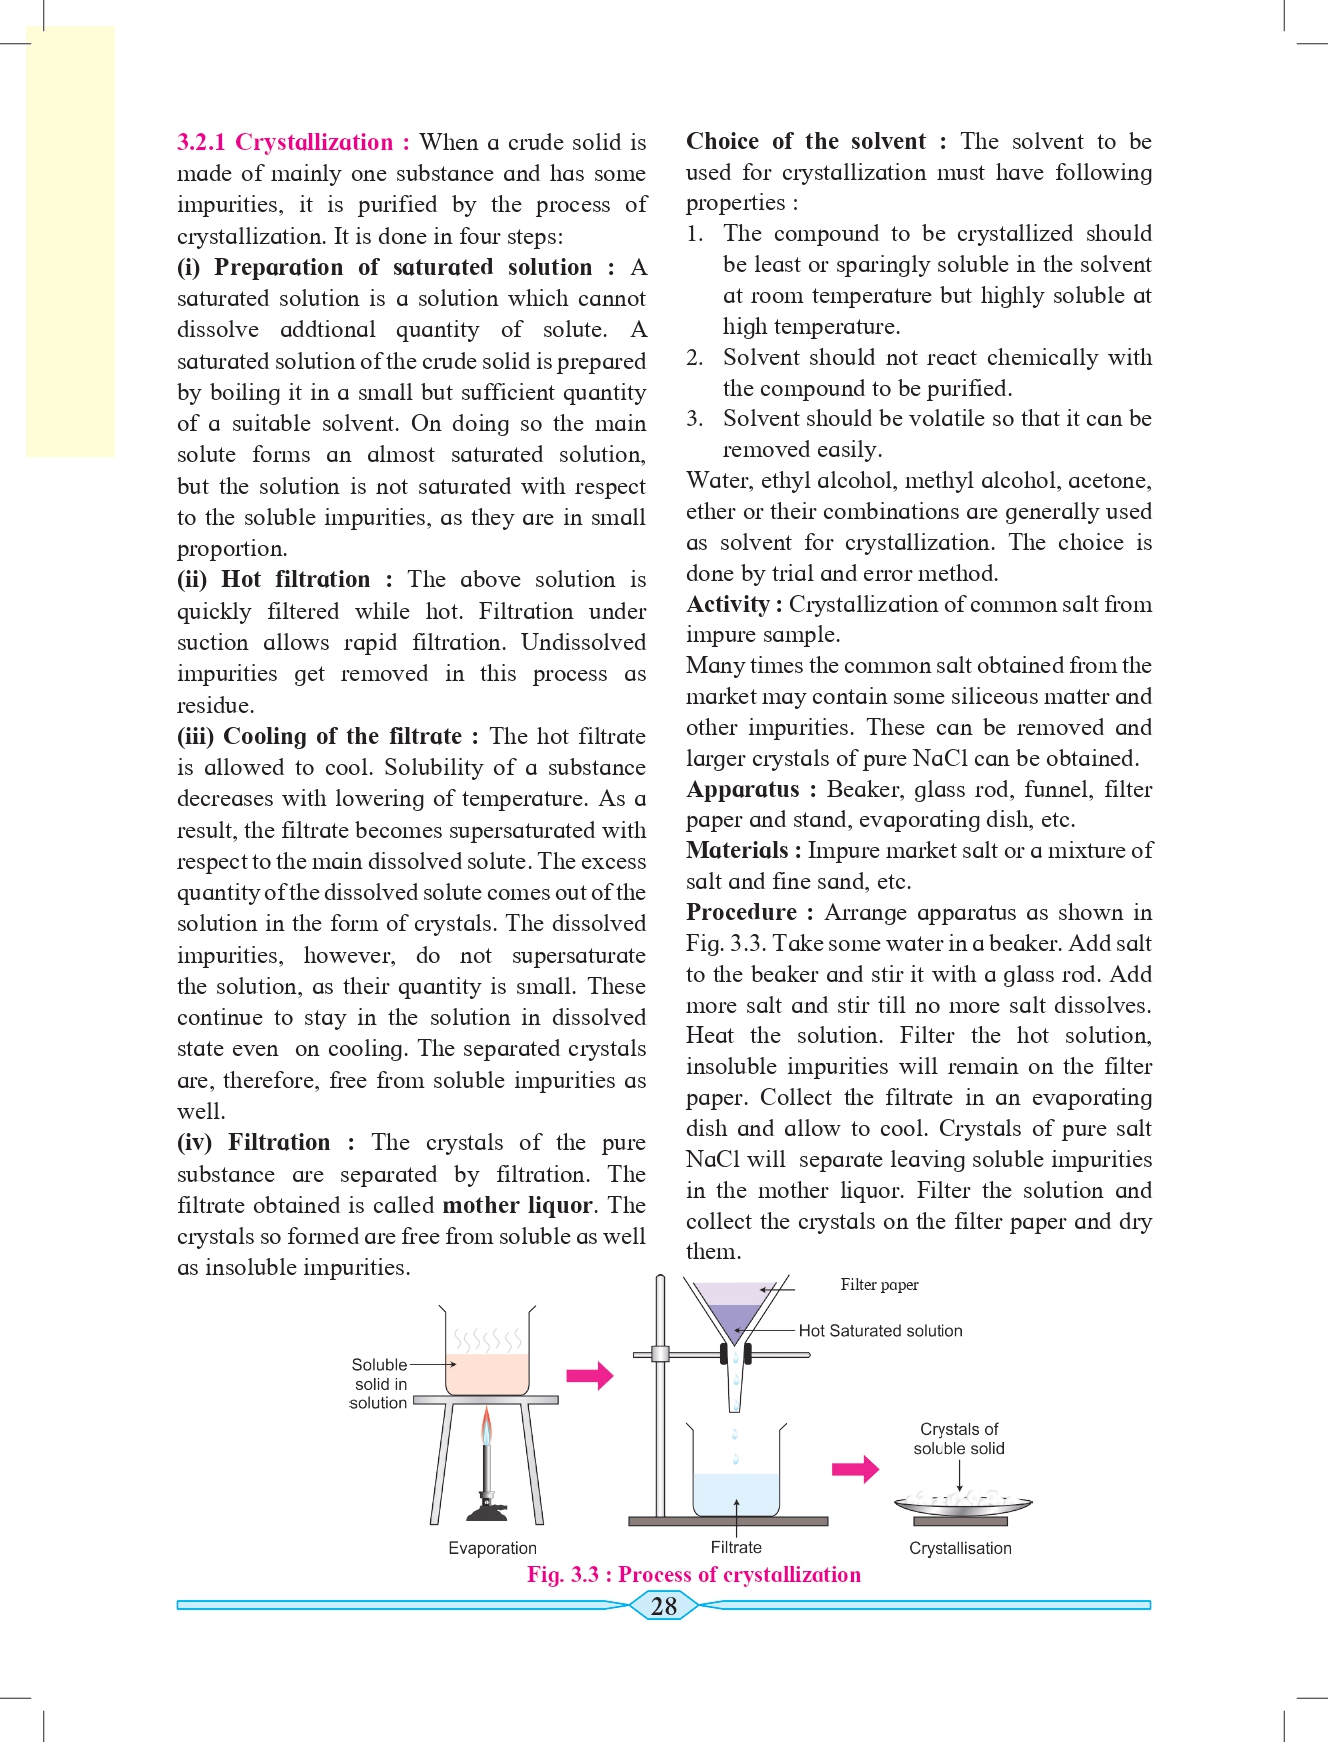 3.2.1 Crystallization : When a crude solid is
made of mainly one substance and has some
impurities, it is purified by the process of
crystallization. It is done in four steps:
(i) Preparation of saturated solution : A
saturated solution is a solution which cannot
dissolve addtional quantity of solute. A
saturated solution of the crude solid is prepared
by boiling it in a small but sufficient quantity
of a suitable solvent. On doing so the main
solute forms an almost saturated solution,
but the solution is not saturated with respect
to the soluble impurities, as they are in small
proportion.
(ii) Hot filtration : The above solution is
quickly filtered while hot. Filtration under
suction allows rapid filtration. Undissolved
impurities get removed in this process as
residue.
(iii) Cooling of the filtrate : The hot filtrate
is allowed to cool. Solubility of a substance
decreases with lowering of temperature. As a
result, the filtrate becomes supersaturated with
respect to the main dissolved solute. The excess
quantity of the dissolved solute comes out of the
solution in the form of crystals. The dissolved
impurities, however, do not supersaturate
the solution, as their quantity is small. These
continue to stay in the solution in dissolved
state even on cooling. The separated crystals
are, therefore, free from soluble impurities as
well.
(iv) Filtration : The crystals of the pure
substance are separated by filtration. The
filtrate obtained is called mother liquor. The
crystals so formed are free from soluble as well
as insoluble impurities.
Choice of the solvent : The solvent to be
used for crystallization must have following
properties :
1. The compound to be crystallized should
be least or sparingly soluble in the solvent
at room temperature but highly soluble at
high temperature.
2. Solvent should not react chemically with
the compound to be purified.
3. Solvent should be volatile so that it can be
removed easily.
Water, ethyl alcohol, methyl alcohol, acetone,
ether or their combinations are generally used
as solvent for crystallization. The choice is
done by trial and error method.
Activity : Crystallization of common salt from
impure sample.
Many times the common salt obtained from the
market may contain some siliceous matter and
other impurities. These can be removed and
larger crystals of pure NaCl can be obtained.
Apparatus : Beaker, glass rod, funnel, filter
paper and stand, evaporating dish, etc.
Materials : Impure market salt or a mixture of
salt and fine sand, etc.
Procedure : Arrange apparatus as shown in
Fig. 3.3. Take some water in a beaker. Add salt
to the beaker and stir it with a glass rod. Add
more salt and stir till no more salt dissolves.
Heat the solution. Filter the hot solution,
insoluble impurities will remain on the filter
paper. Collect the filtrate in an evaporating
dish and allow to cool. Crystals of pure salt
NaCl will separate leaving soluble impurities
in the mother liquor. Filter the solution and
collect the crystals on the filter paper and dry
them.
Filter paper
Hot Saturated solution
Soluble
solid in
solution
Crystals of
soluble solid
Evaporation
Filtrate
Crystallisation
Fig. 3.3 : Process of crystallization
28